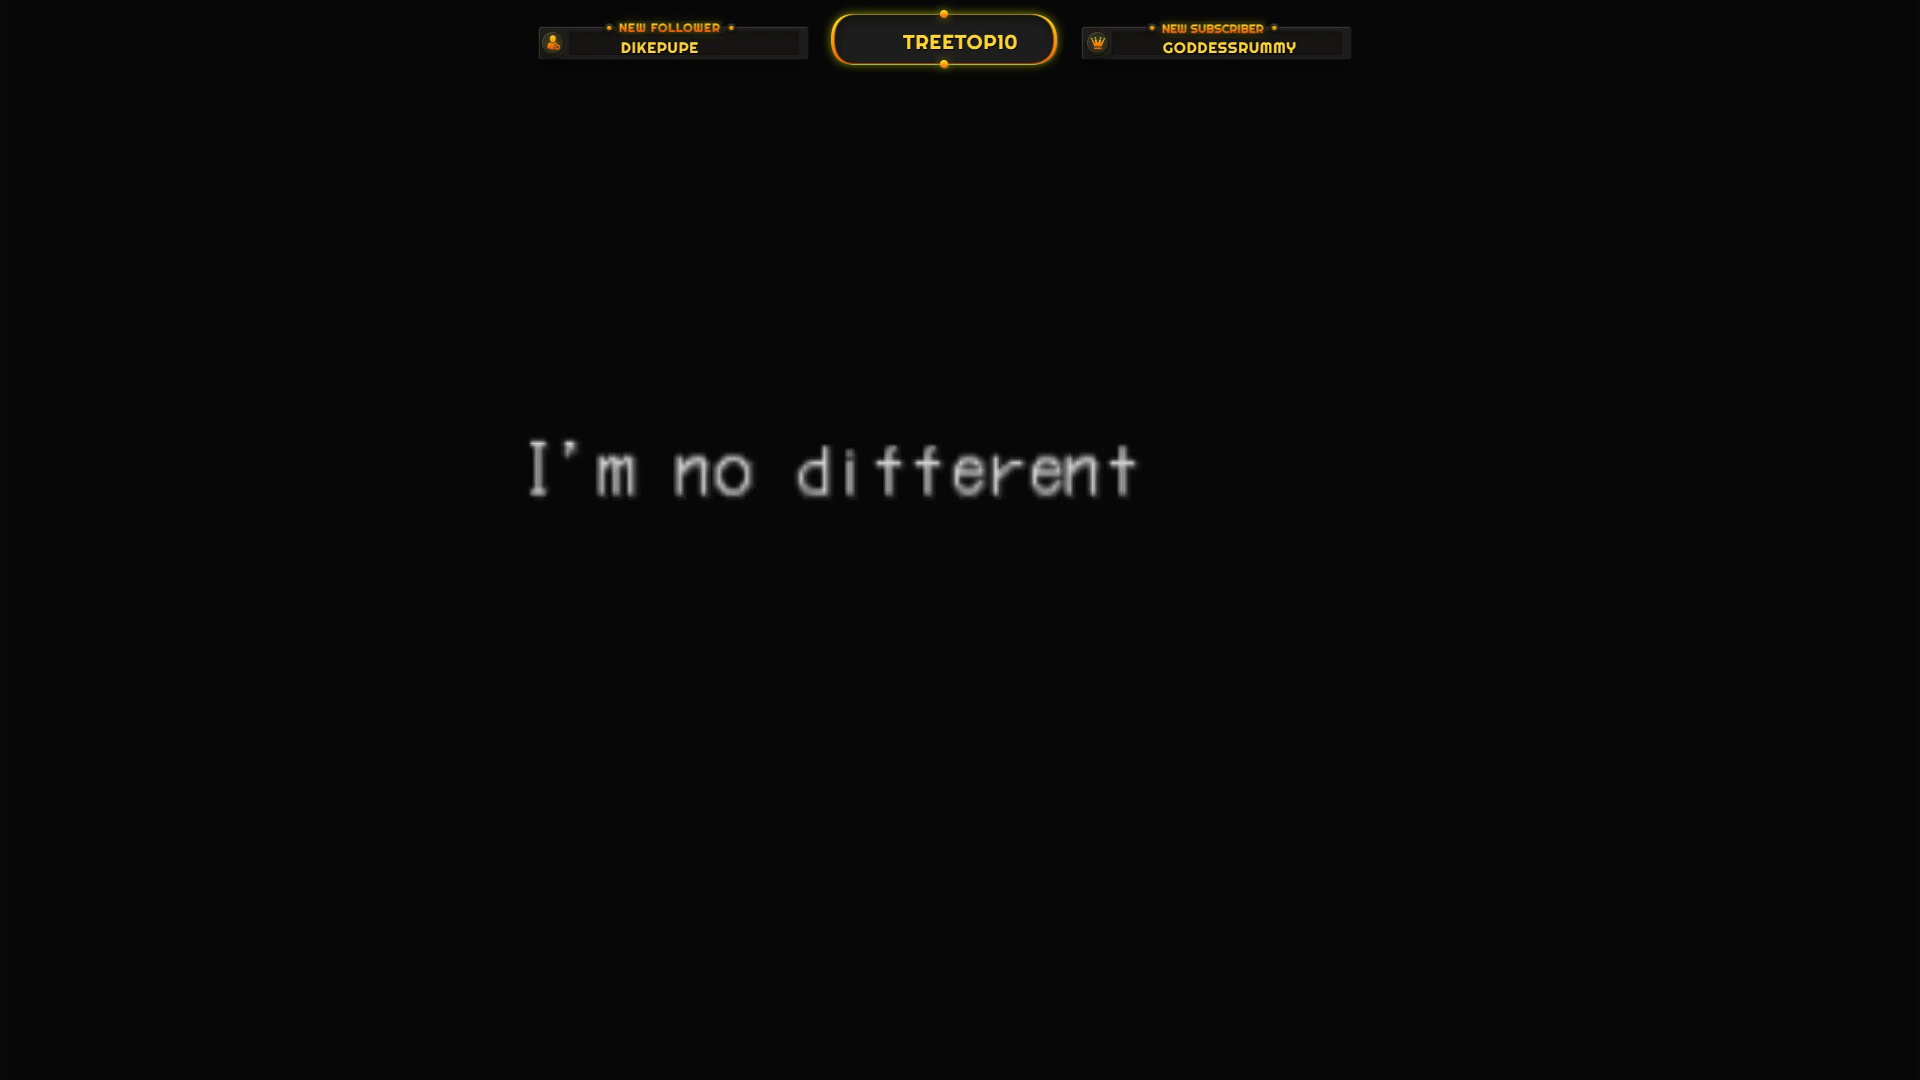 NEW FOLLOWER
DIKEPUPE
TREETOP10
NEW SUBSCRIBER
GODDESSRUMMY
I'm no different